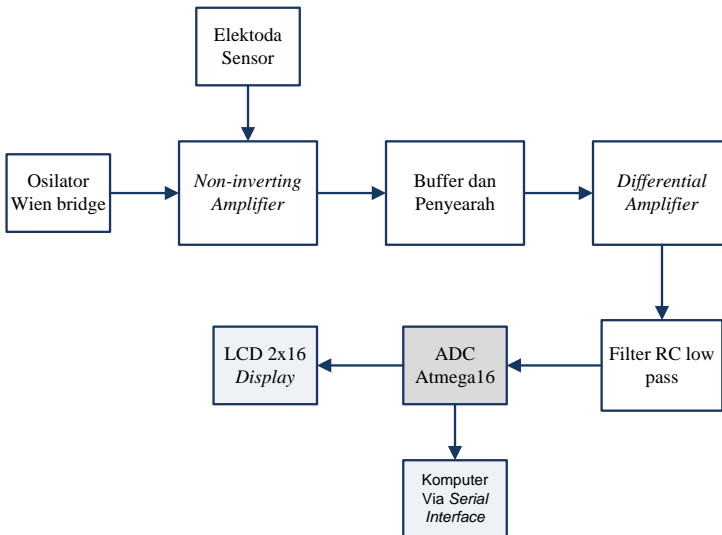 Elektoda
Sensor
Osilator
Wien bridge
Non-inverting
Amplifier
Buffer dan
Penyearah
Differential
Amplifier
LCD 2x16
Display
ADC
Atmega16
Filter RC low
pass
Komputer
Via Serial
Interface